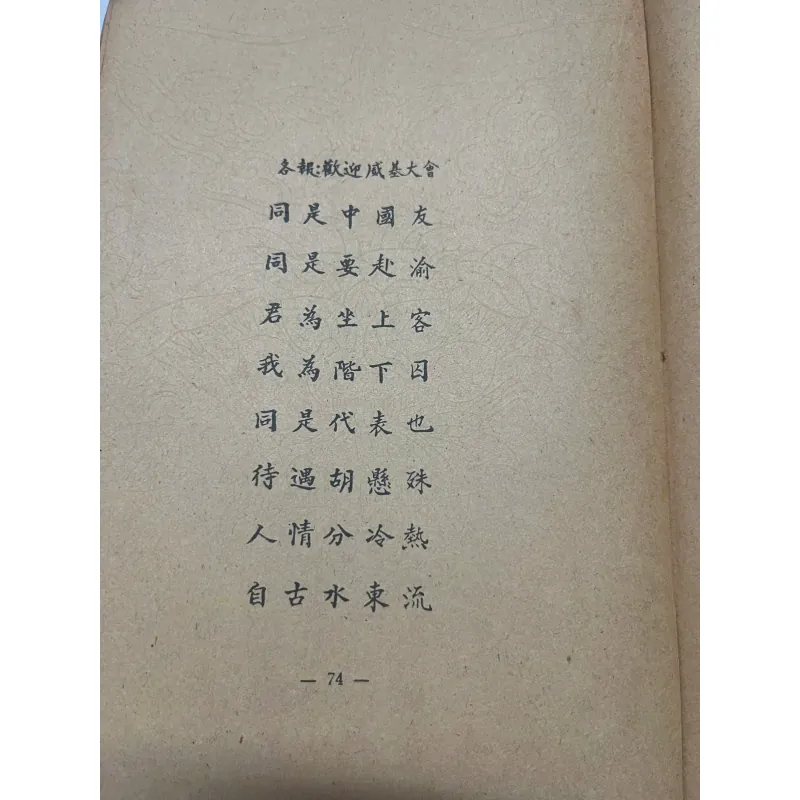 各報：歡迎威基大會
同是中國友
同是要赴渝
君為坐上客
我為階下囚
同是代表也
待遇胡懸殊
人情分冷熱
自古水東流
— 74 —